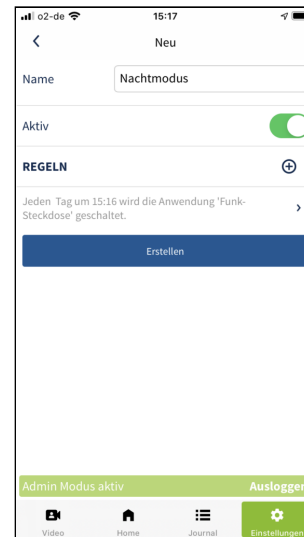 o2-de 15:17
Neu
Name Nachtmodus
Aktiv
REGELN
Jeden Tag um 15:16 wird die Anwendung 'Funk-
Steckdose' geschaltet.
Erstellen
Admin Modus aktiv Ausloggen
Video Home Journal Einstellungen